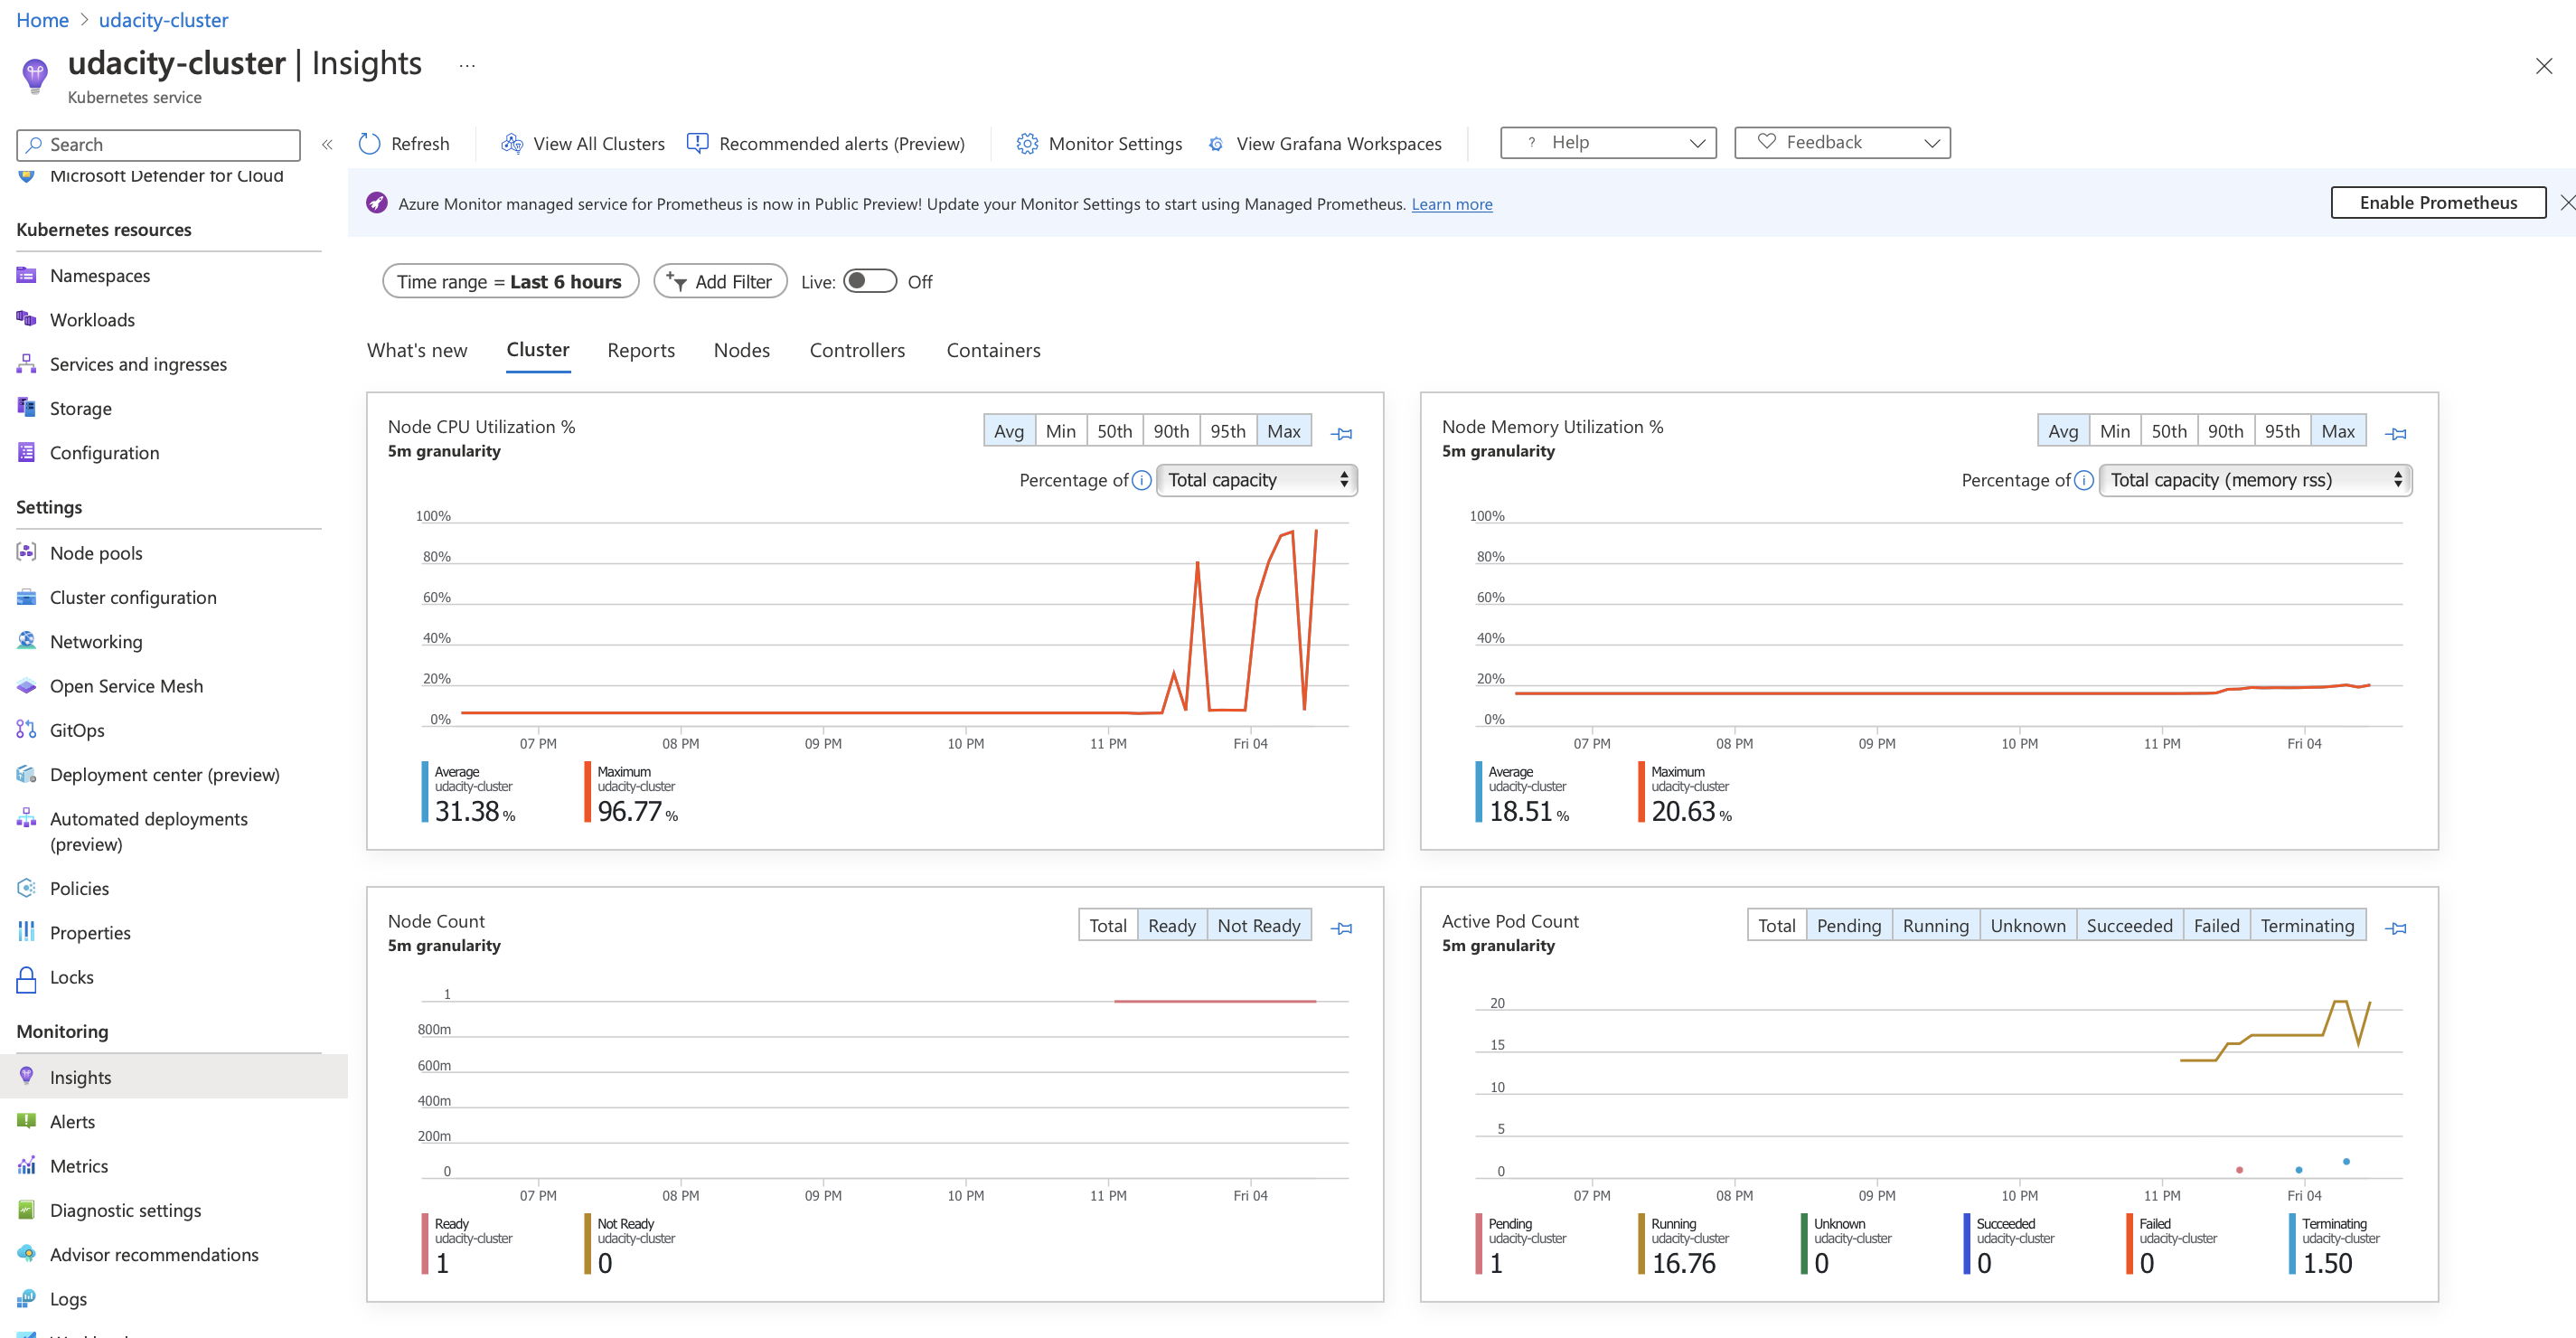 Home > udacity-cluster
udacity-cluster | Insights ...
Kubernetes service
Search
«
Refresh
View All Clusters
Recommended alerts (Preview)
Monitor Settings
View Grafana Workspaces
? Help
Feedback
Microsoft Defender for Cloud
Kubernetes resources
Namespaces
Workloads
Services and ingresses
Storage
Configuration
Settings
Node pools
Cluster configuration
Networking
Open Service Mesh
GitOps
Deployment center (preview)
Automated deployments
(preview)
Policies
Properties
Locks
Monitoring
Insights
Alerts
Metrics
Diagnostic settings
Advisor recommendations
Logs
Azure Monitor managed service for Prometheus is now in Public Preview! Update your Monitor Settings to start using Managed Prometheus. Learn more
Enable Prometheus
Time range = Last 6 hours
Add Filter
Live: Off
What's new
Cluster
Reports
Nodes
Controllers
Containers
Node CPU Utilization %
5m granularity
Avg Min 50th 90th 95th Max
Percentage of Total capacity
100%
80%
60%
40%
20%
0%
07 PM 08 PM 09 PM 10 PM 11 PM Fri 04
Average
udacity-cluster
31.38 %
Maximum
udacity-cluster
96.77 %
Node Memory Utilization %
5m granularity
Avg Min 50th 90th 95th Max
Percentage of Total capacity (memory rss)
100%
80%
60%
40%
20%
0%
07 PM 08 PM 09 PM 10 PM 11 PM Fri 04
Average
udacity-cluster
18.51 %
Maximum
udacity-cluster
20.63 %
Node Count
5m granularity
Total Ready Not Ready
1
800m
600m
400m
200m
0
07 PM 08 PM 09 PM 10 PM 11 PM Fri 04
Ready
udacity-cluster
1
Not Ready
udacity-cluster
0
Active Pod Count
5m granularity
Total Pending Running Unknown Succeeded Failed Terminating
20
15
10
5
0
07 PM 08 PM 09 PM 10 PM 11 PM Fri 04
Pending
udacity-cluster
1
Running
udacity-cluster
16.76
Unknown
udacity-cluster
0
Succeeded
udacity-cluster
0
Failed
udacity-cluster
0
Terminating
udacity-cluster
1.50